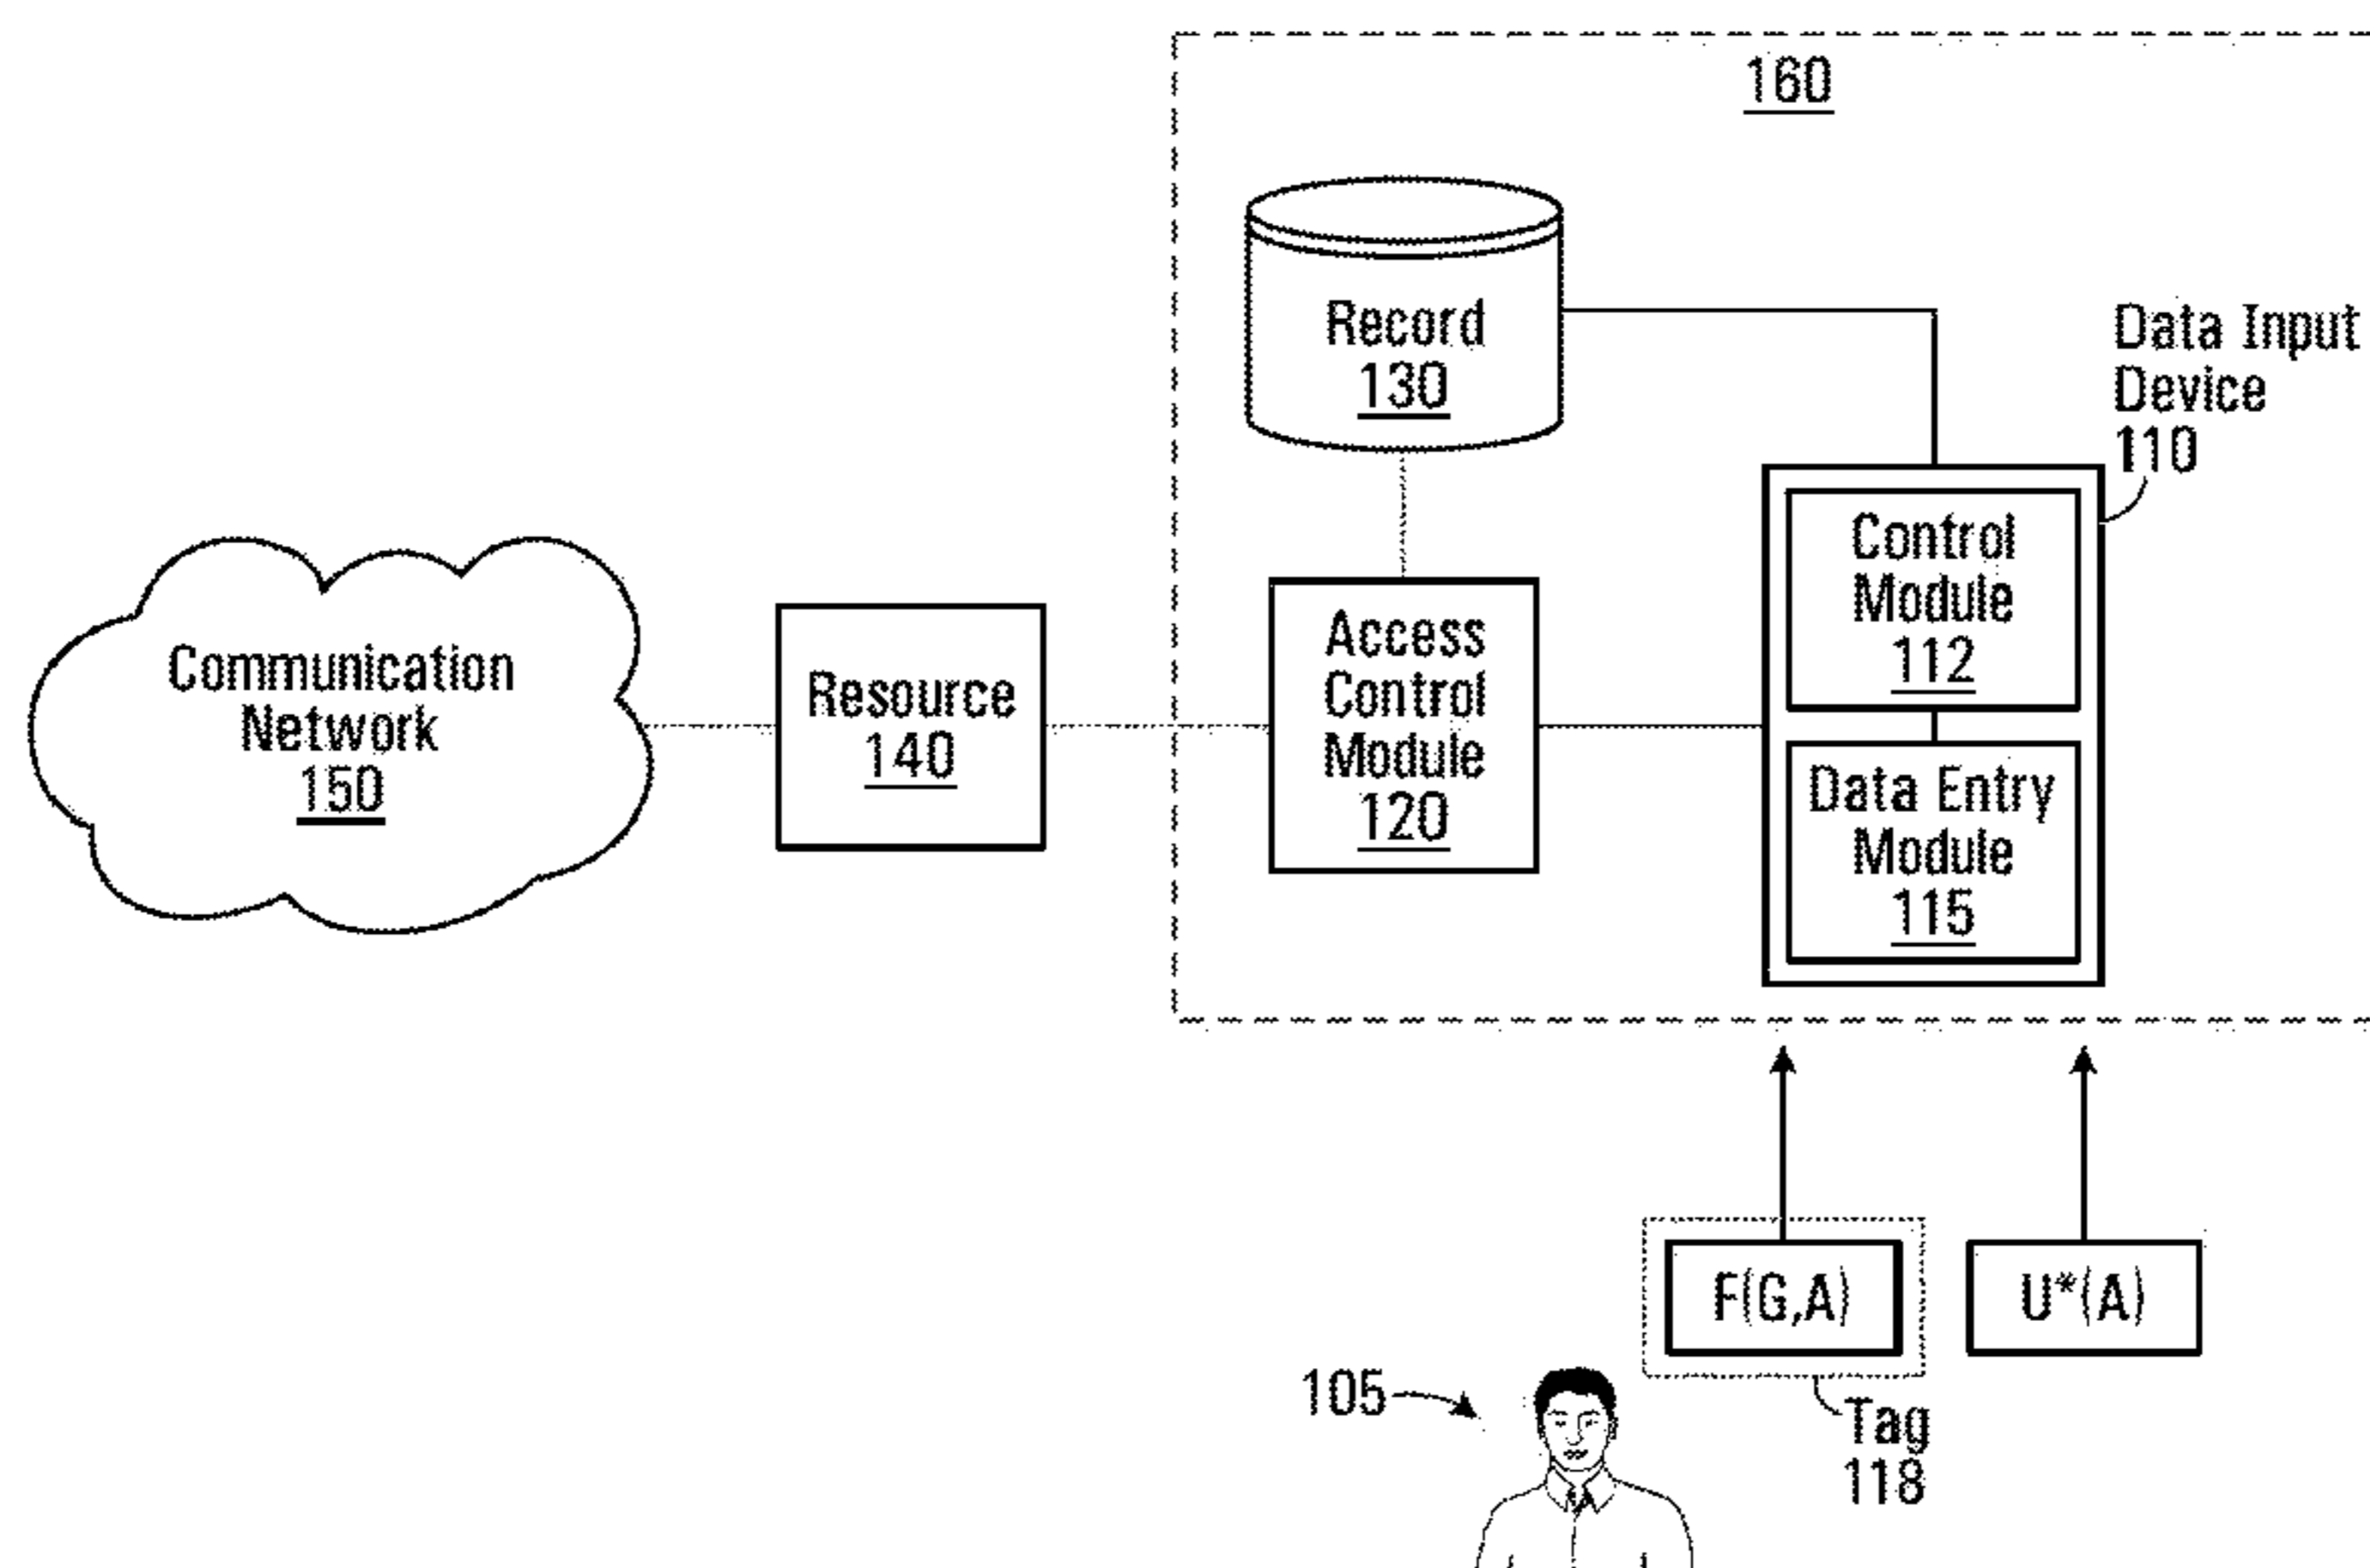 160
Record
130
Data Input
Device
110
Control
Module
112
Communication
Network
150
Resource
140
Access
Control
Module
120
Data Entry
Module
115
F(G,A)
U*(A)
105
Tag
118